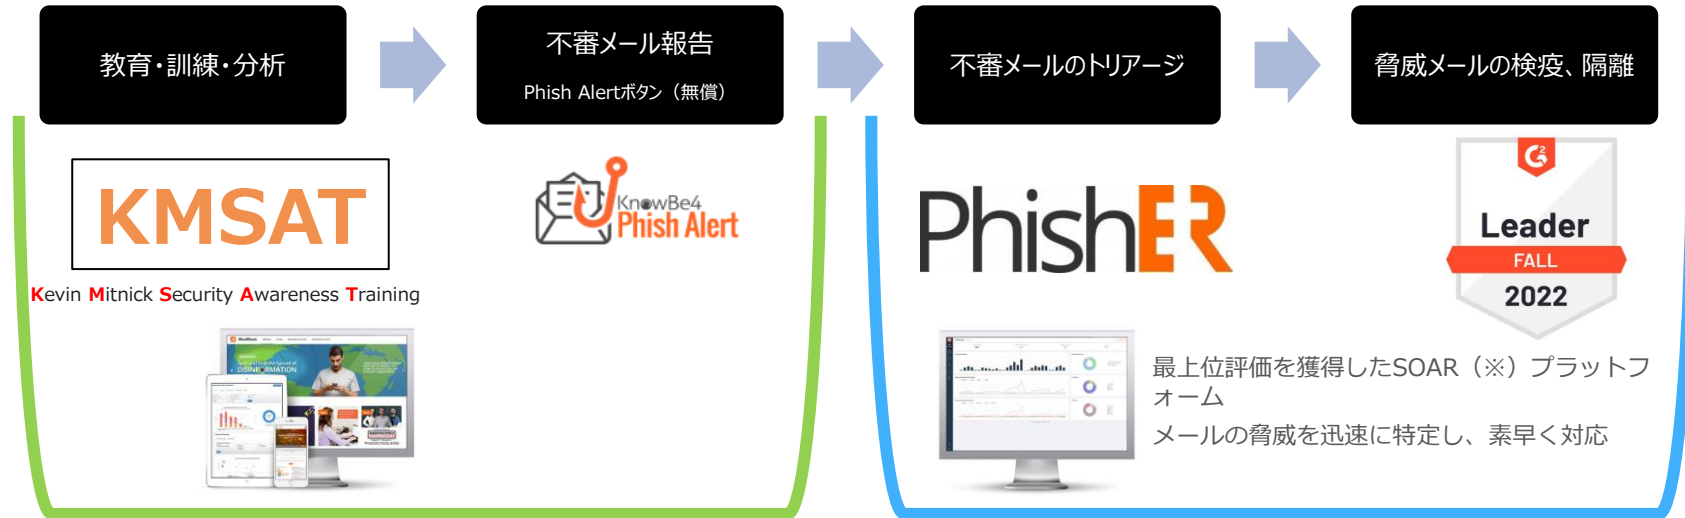 教育・訓練・分析
不審メール報告
Phish Alertボタン（無償）
不審メールのトリアージ
脅威メールの検疫、隔離
KMSAT
Kevin Mitnick Security Awareness Training
KnowBe4
Phish Alert
PhishER
G2
Leader
FALL
2022
DISINFORMATION
最上位評価を獲得したSOAR（※）プラットフ
ォーム
メールの脅威を迅速に特定し、素早く対応